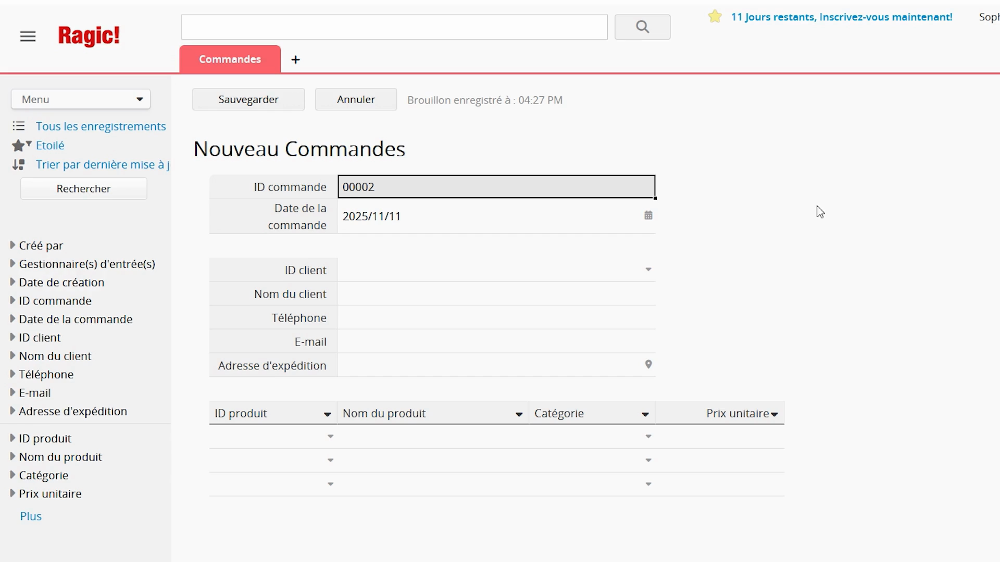 Ragic!
11 Jours restants, Inscrivez-vous maintenant!
Soph
Commandes
+
Menu
Tous les enregistrements
Etoilé
Trier par dernière mise à j
Rechercher
Créé par
Gestionnaire(s) d'entrée(s)
Date de création
ID commande
Date de la commande
ID client
Nom du client
Téléphone
E-mail
Adresse d'expédition
ID produit
Nom du produit
Catégorie
Prix unitaire
Plus
Sauvegarder
Annuler
Brouillon enregistré à : 04:27 PM
Nouveau Commandes
ID commande 00002
Date de la
commande
2025/11/11
ID client
Nom du client
Téléphone
E-mail
Adresse d'expédition
ID produit Nom du produit Catégorie Prix unitaire